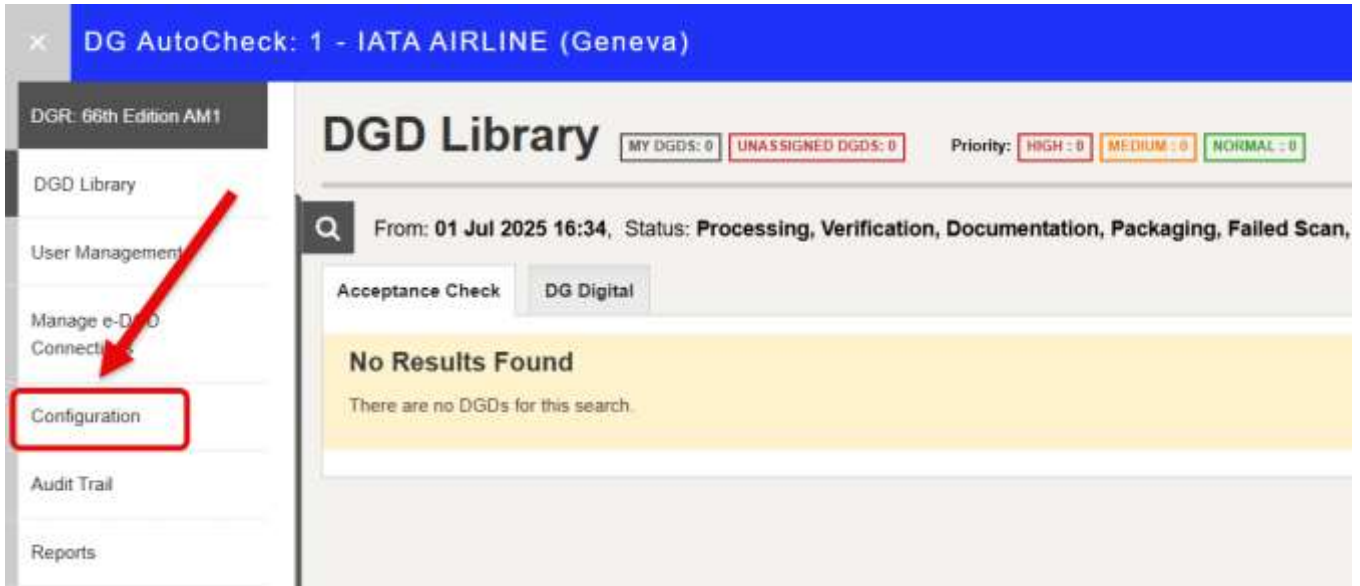 DG AutoCheck: 1 - IATA AIRLINE (Geneva)
DGR: 66th Edition AM1
DGD Library
User Management
Manage e-DGD
Connections
Configuration
Audit Trail
Reports
DGD Library MY DGDS: 0 UNASSIGNED DGDS: 0 Priority: HIGH : 0 MEDIUM : 0 NORMAL : 0
From: 01 Jul 2025 16:34, Status: Processing, Verification, Documentation, Packaging, Failed Scan,
Acceptance Check DG Digital
No Results Found
There are no DGDs for this search.